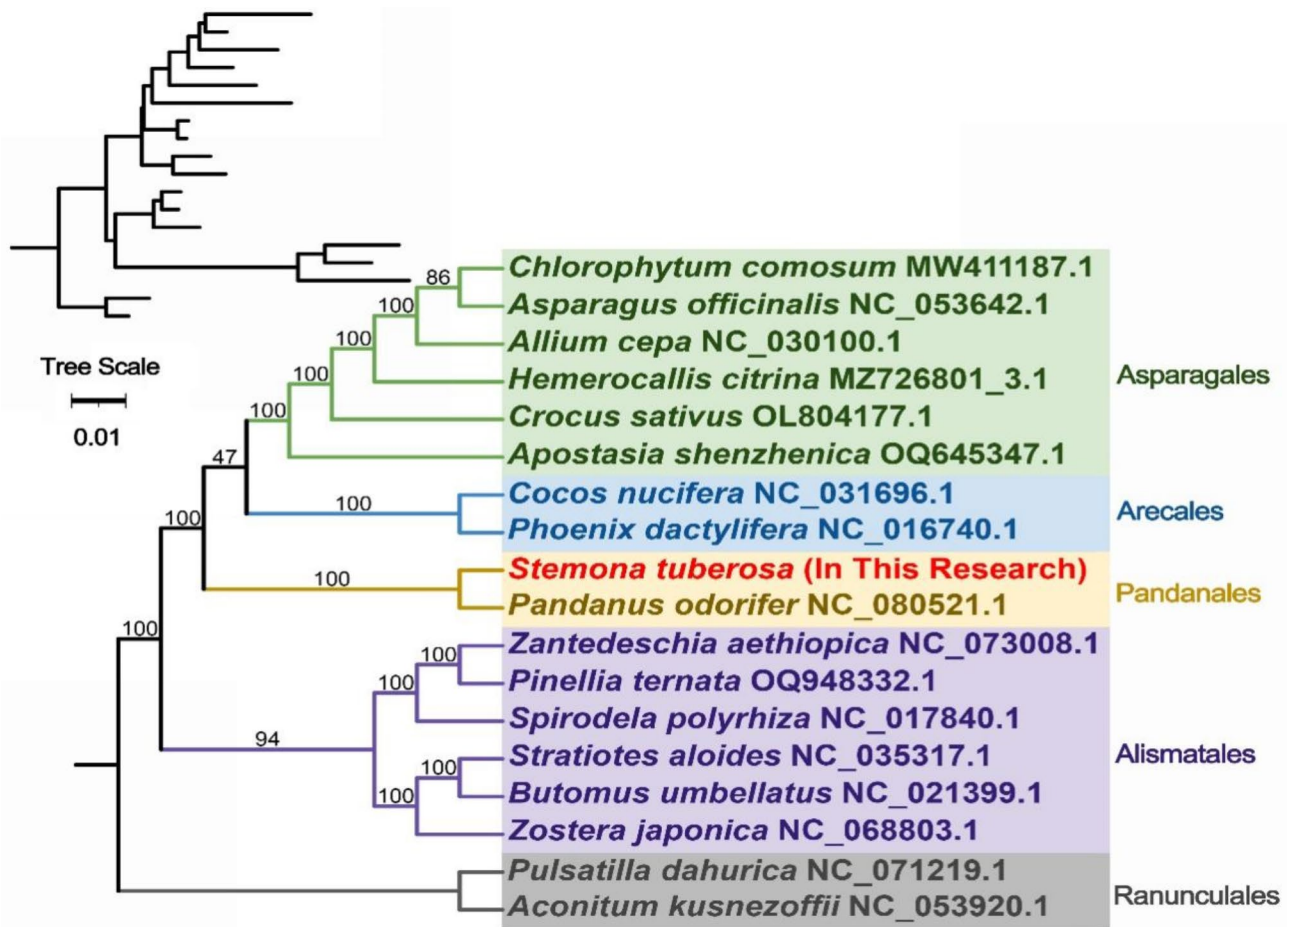 Tree Scale
0.01
86
100
100
100
100
47
100
100
100
100
100
100
94
100
100
Chlorophytum comosum MW411187.1
Asparagus officinalis NC_053642.1
Allium cepa NC_030100.1
Hemerocallis citrina MZ726801_3.1
Crocus sativus OL804177.1
Apostasia shenzhenica OQ645347.1
Asparagales
Cocos nucifera NC_031696.1
Phoenix dactylifera NC_016740.1
Arecales
Stemona tuberosa (In This Research)
Pandanus odorifer NC_080521.1
Pandanales
Zantedeschia aethiopica NC_073008.1
Pinellia ternata OQ948332.1
Spirodela polyrhiza NC_017840.1
Stratiotes aloides NC_035317.1
Butomus umbellatus NC_021399.1
Zostera japonica NC_068803.1
Alismatales
Pulsatilla dahurica NC_071219.1
Aconitum kusnezoffii NC_053920.1
Ranunculales